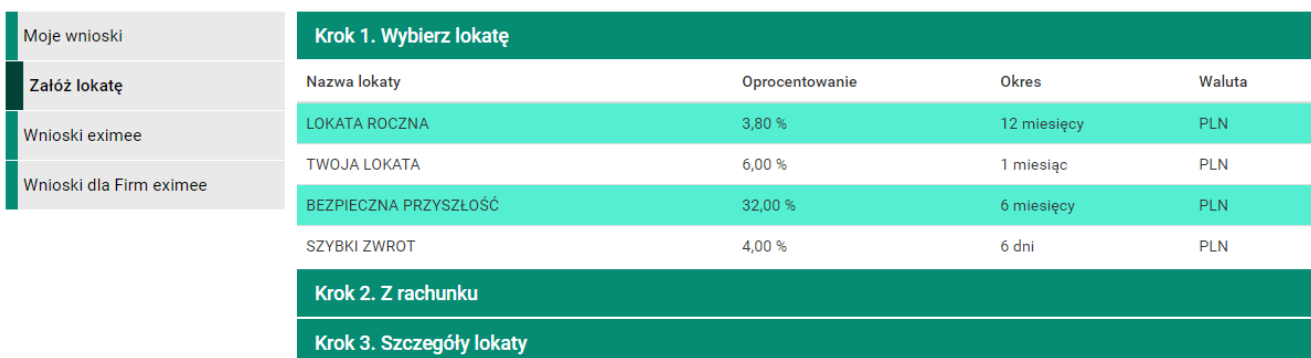 Moje wnioski
Załóż lokatę
Wnioski eximee
Wnioski dla Firm eximee
Krok 1. Wybierz lokatę
Nazwa lokaty Oprocentowanie Okres Waluta
LOKATA ROCZNA 3,80 % 12 miesięcy PLN
TWOJA LOKATA 6,00 % 1 miesiąc PLN
BEZPIECZNA PRZYSZŁOŚĆ 32,00 % 6 miesięcy PLN
SZYBKI ZWROT 4,00 % 6 dni PLN
Krok 2. Z rachunku
Krok 3. Szczegóły lokaty